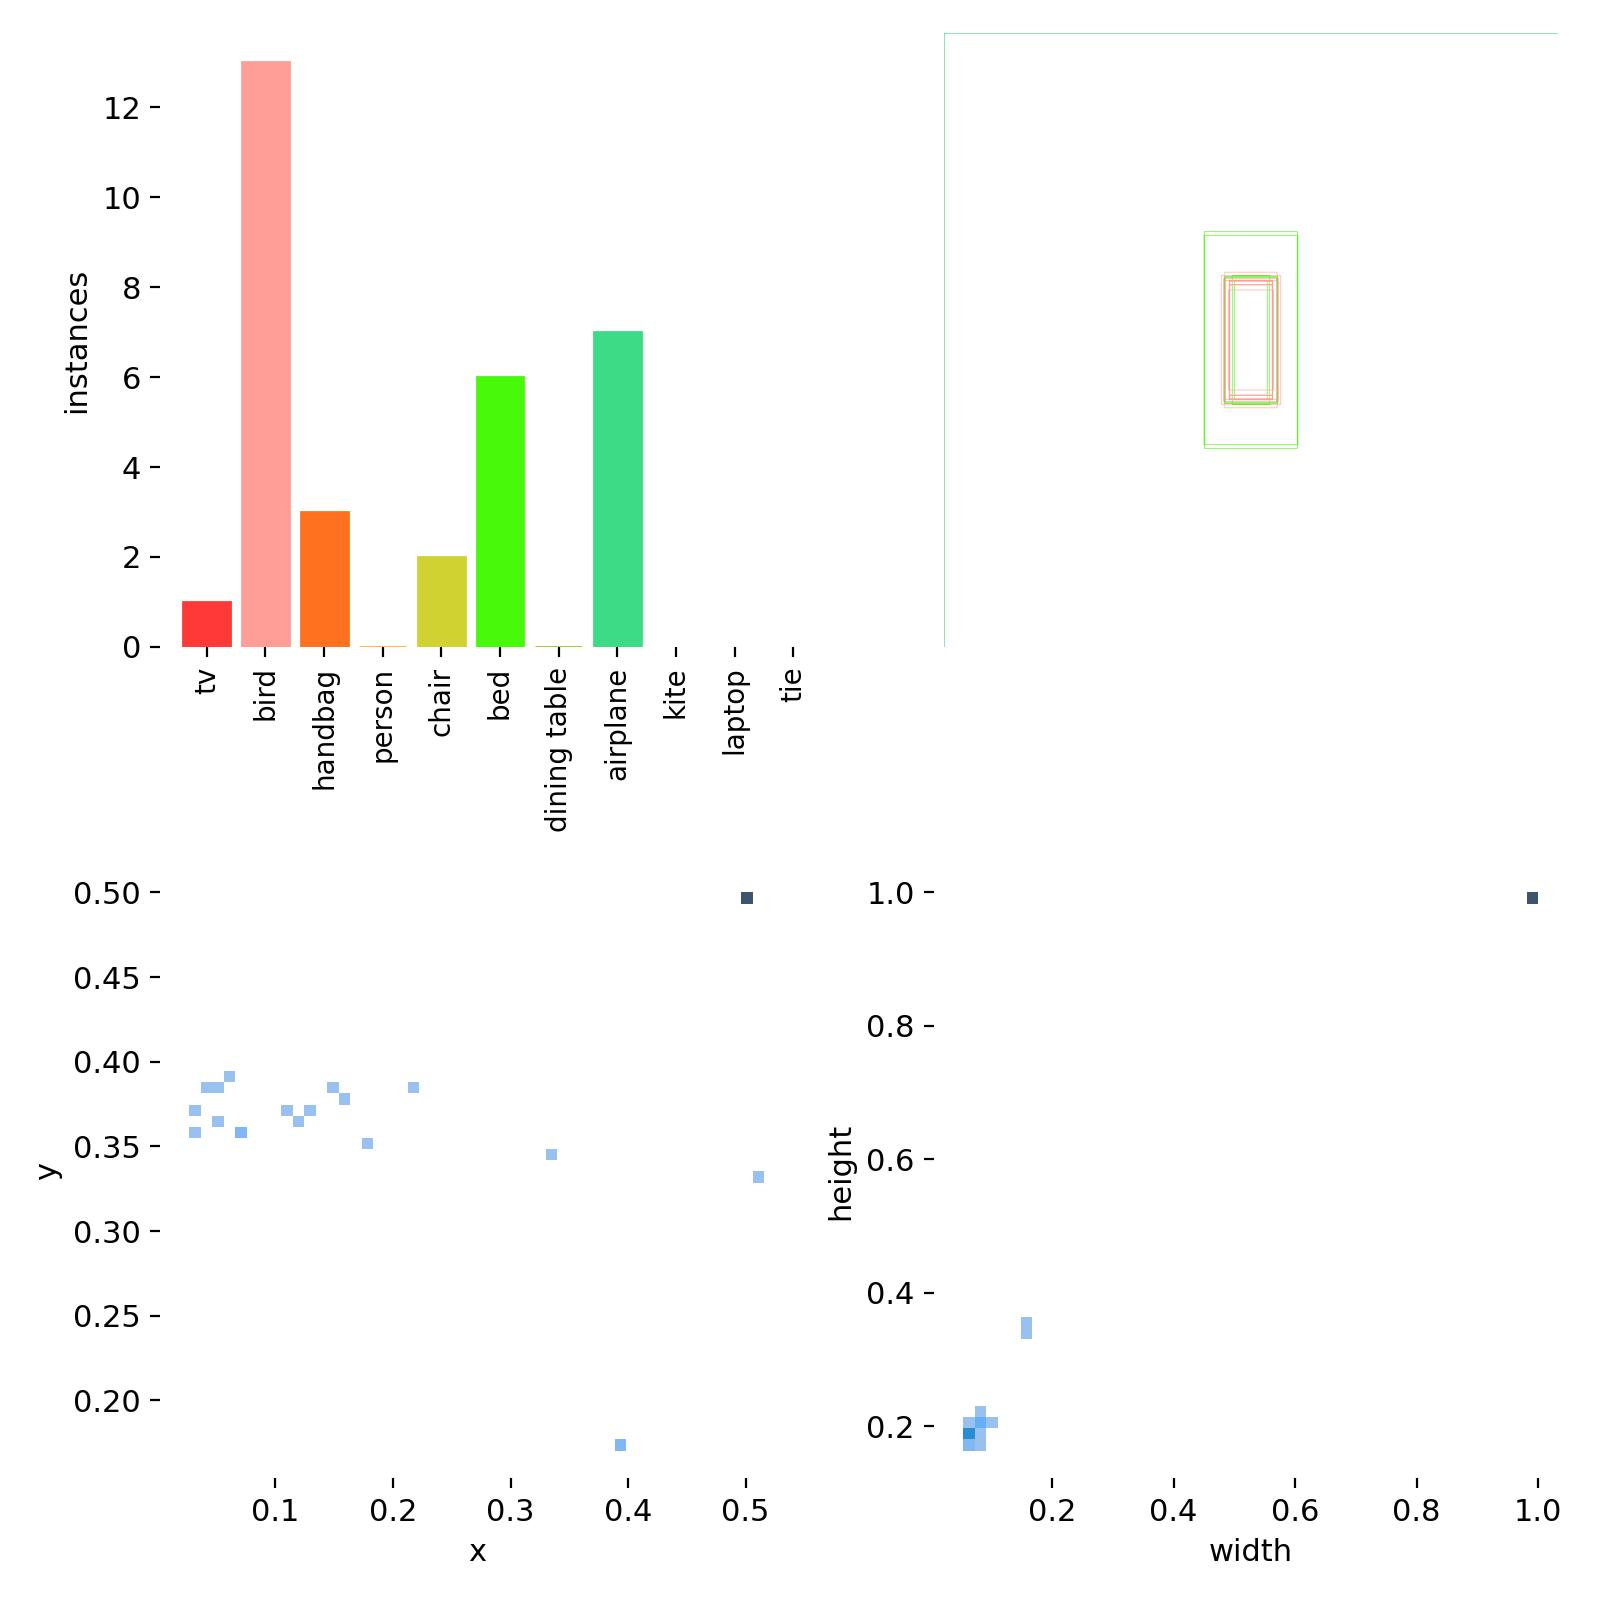 12
10
8
6
4
2
0
instances
tv
bird
handbag
person
chair
bed
dining table
airplane
kite
laptop
tie
0.50
0.45
0.40
0.35
0.30
0.25
0.20
y
0.1 0.2 0.3 0.4 0.5
x
1.0
0.8
0.6
0.4
0.2
height
0.2 0.4 0.6 0.8 1.0
width